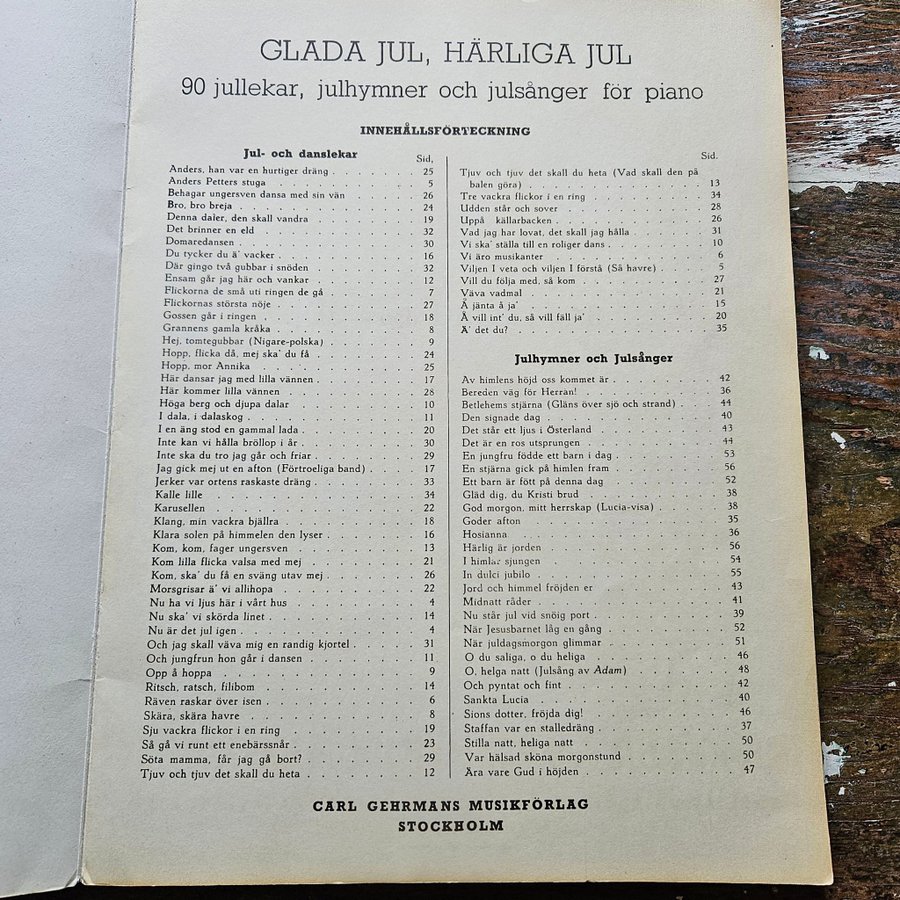 GLADA JUL, HÄRLIGA JUL
90 jullekar, julhymner och julsånger för piano
INNEHÅLLSFÖRTECKNING
Jul- och danslekar
Sid,
Anders, han var en hurtiger dräng . . . . . . . . 25
Anders Petters stuga . . . . . . . . 5
Behagar ungersven dansa med sin vän . . . . . . . . 26
Bro, bro breja . . . . . . . . 24
Denna daler, den skall vandra . . . . . . . . 19
Det brinner en eld . . . . . . . . 32
Domaredansen . . . . . . . . 30
Du tycker du ä' vacker . . . . . . . . 16
Där gingo två gubbar i snöden . . . . . . . . 32
Ensam går jag här och vankar . . . . . . . . 12
Flickorna de små uti ringen de gå . . . . . . . . 7
Flickornas största nöje . . . . . . . . 27
Gossen går i ringen . . . . . . . . 18
Grannens gamla kråka . . . . . . . . 8
Hej, tomtegubbar (Nigare-polska) . . . . . . . . 9
Hopp, flicka då, mej ska' du få . . . . . . . . 24
Hopp, mor Annika . . . . . . . . 25
Här dansar jag med lilla vännen . . . . . . . . 17
Här kommer lilla vännen . . . . . . . . 28
Höga berg och djupa dalar . . . . . . . . 10
I dala, i dalaskog . . . . . . . . 11
I en äng stod en gammal lada . . . . . . . . 20
Inte kan vi hålla bröllop i år . . . . . . . . 30
Inte ska du tro jag går och friar . . . . . . . . 29
Jag gick mej ut en afton (Förtroeliga band) . . . . . . . . 17
Jerker var ortens raskaste dräng . . . . . . . . 33
Kalle lille . . . . . . . . 34
Karusellen . . . . . . . . 22
Klang, min vackra bjällra . . . . . . . . 18
Klara solen på himmelen den lyser . . . . . . . . 16
Kom, kom, fager ungersven . . . . . . . . 13
Kom lilla flicka valsa med mej . . . . . . . . 21
Kom, ska' du få en sväng utav mej . . . . . . . . 26
Morsgrisar ä' vi allihopa . . . . . . . . 22
Nu ha vi ljus här i vårt hus . . . . . . . . 4
Nu ska' vi skörda linet . . . . . . . . 14
Nu är det jul igen . . . . . . . . 4
Och jag skall väva mig en randig kjortel . . . . . . . . 31
Och jungfrun hon går i dansen . . . . . . . . 11
Opp å hoppa . . . . . . . . 9
Ritsch, ratsch, filibom . . . . . . . . 14
Räven raskar över isen . . . . . . . . 6
Skära, skära havre . . . . . . . . 8
Sju vackra flickor i en ring . . . . . . . . 19
Så gå vi runt ett enebärssnår . . . . . . . . 23
Söta mamma, får jag gå bort? . . . . . . . . 29
Tjuv och tjuv det skall du heta . . . . . . . . 12
Sid.
Tjuv och tjuv det skall du heta (Vad skall den på
balen göra) . . . . . . . . 13
Tre vackra flickor i en ring . . . . . . . . 34
Udden står och sover . . . . . . . . 28
Uppå källarbacken . . . . . . . . 26
Vad jag har lovat, det skall jag hålla . . . . . . . . 31
Vi ska' ställa till en roliger dans . . . . . . . . 10
Vi äro musikanter . . . . . . . . 6
Viljen I veta och viljen I förstå (Så havre) . . . . . . . . 5
Vill du följa med, så kom . . . . . . . . 27
Väva vadmal . . . . . . . . 21
Å jänta å ja' . . . . . . . . 15
Å vill int' du, så vill fäll ja' . . . . . . . . 20
Ä' det du? . . . . . . . . 35
Julhymner och Julsånger
Av himlens höjd oss kommet är . . . . . . . . 42
Bereden väg för Herran! . . . . . . . . 36
Betlehems stjärna (Gläns över sjö och strand) . . . . . . . . 44
Den signade dag . . . . . . . . 40
Det står ett ljus i Österland . . . . . . . . 43
Det är en ros utsprungen . . . . . . . . 44
En jungfru födde ett barn i dag . . . . . . . . 53
En stjärna gick på himlen fram . . . . . . . . 56
Ett barn är fött på denna dag . . . . . . . . 52
Gläd dig, du Kristi brud . . . . . . . . 38
God morgon, mitt herrskap (Lucia-visa) . . . . . . . . 38
Goder afton . . . . . . . . 35
Hosianna . . . . . . . . 36
Härlig är jorden . . . . . . . . 56
I himlar sjungen . . . . . . . . 54
In dulci jubilo . . . . . . . . 55
Jord och himmel fröjden er . . . . . . . . 43
Midnatt råder . . . . . . . . 41
Nu står jul vid snöig port . . . . . . . . 39
När Jesusbarnet låg en gång . . . . . . . . 52
När juldagsmorgon glimmar . . . . . . . . 51
O du saliga, o du heliga . . . . . . . . 46
O, helga natt (Julsång av Adam) . . . . . . . . 48
Och pyntat och fint . . . . . . . . 42
Sankta Lucia . . . . . . . . 40
Sions dotter, fröjda dig! . . . . . . . . 46
Staffan var en stalledräng . . . . . . . . 37
Stilla natt, heliga natt . . . . . . . . 50
Var hälsad sköna morgonstund . . . . . . . . 50
Ära vare Gud i höjden . . . . . . . . 47
CARL GEHRMANS MUSIKFÖRLAG
STOCKHOLM